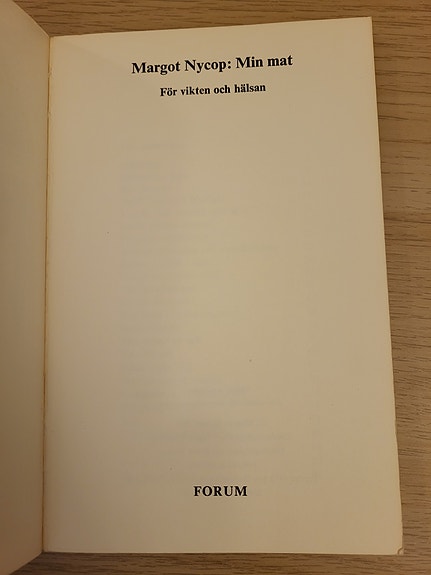 Margot Nycop: Min mat
För vikten och hälsan
FORUM